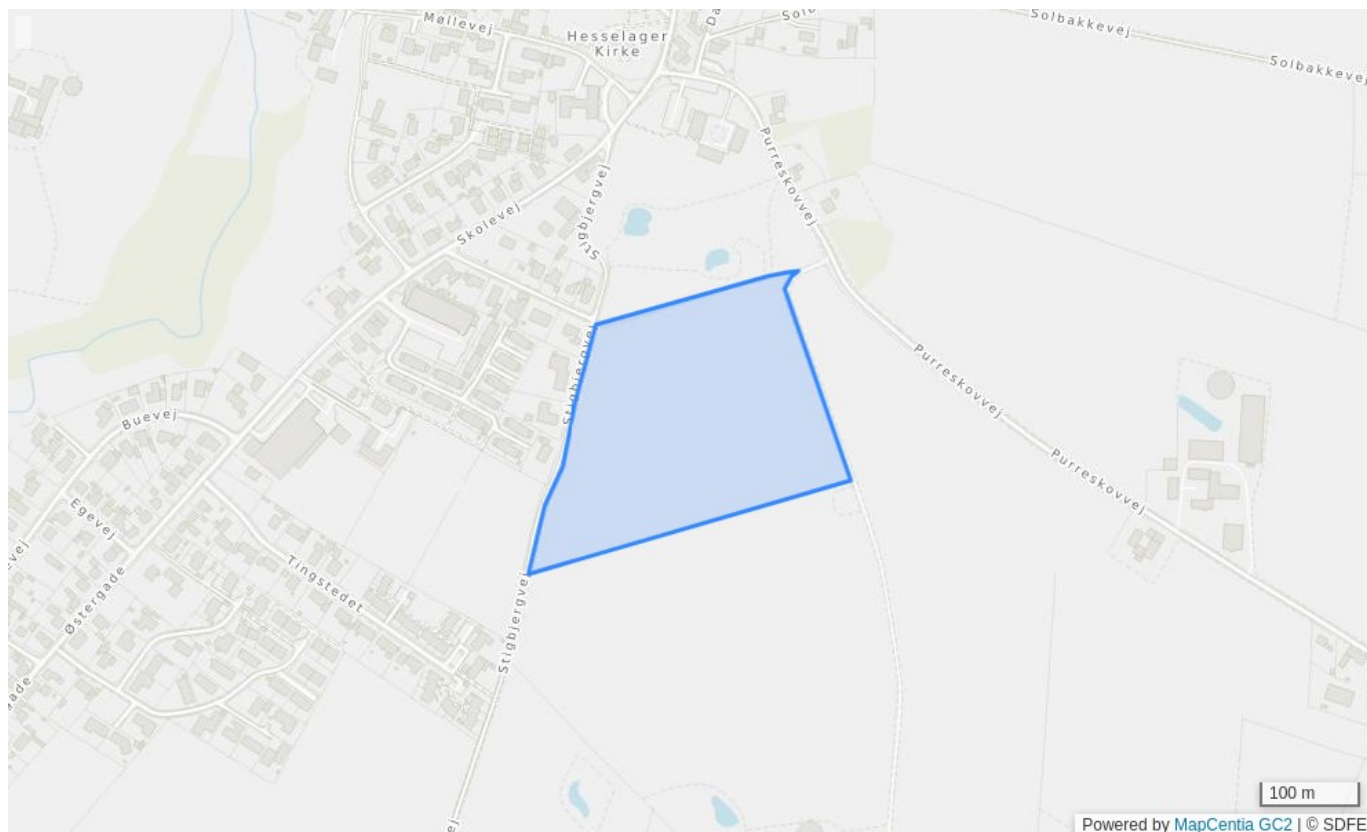 Møllevej
Hesselager
Kirke
Solbakkevej
Solbakkevej
Purreskovvej
Stigbjergvej
Skolevej
Stigbjergvej
Purreskovvej
Buevej
Purreskovvej
Egevej
Tingstedet
Østergade
Stigbjergvej
100 m
Powered by MapCentia GC2 | © SDFE